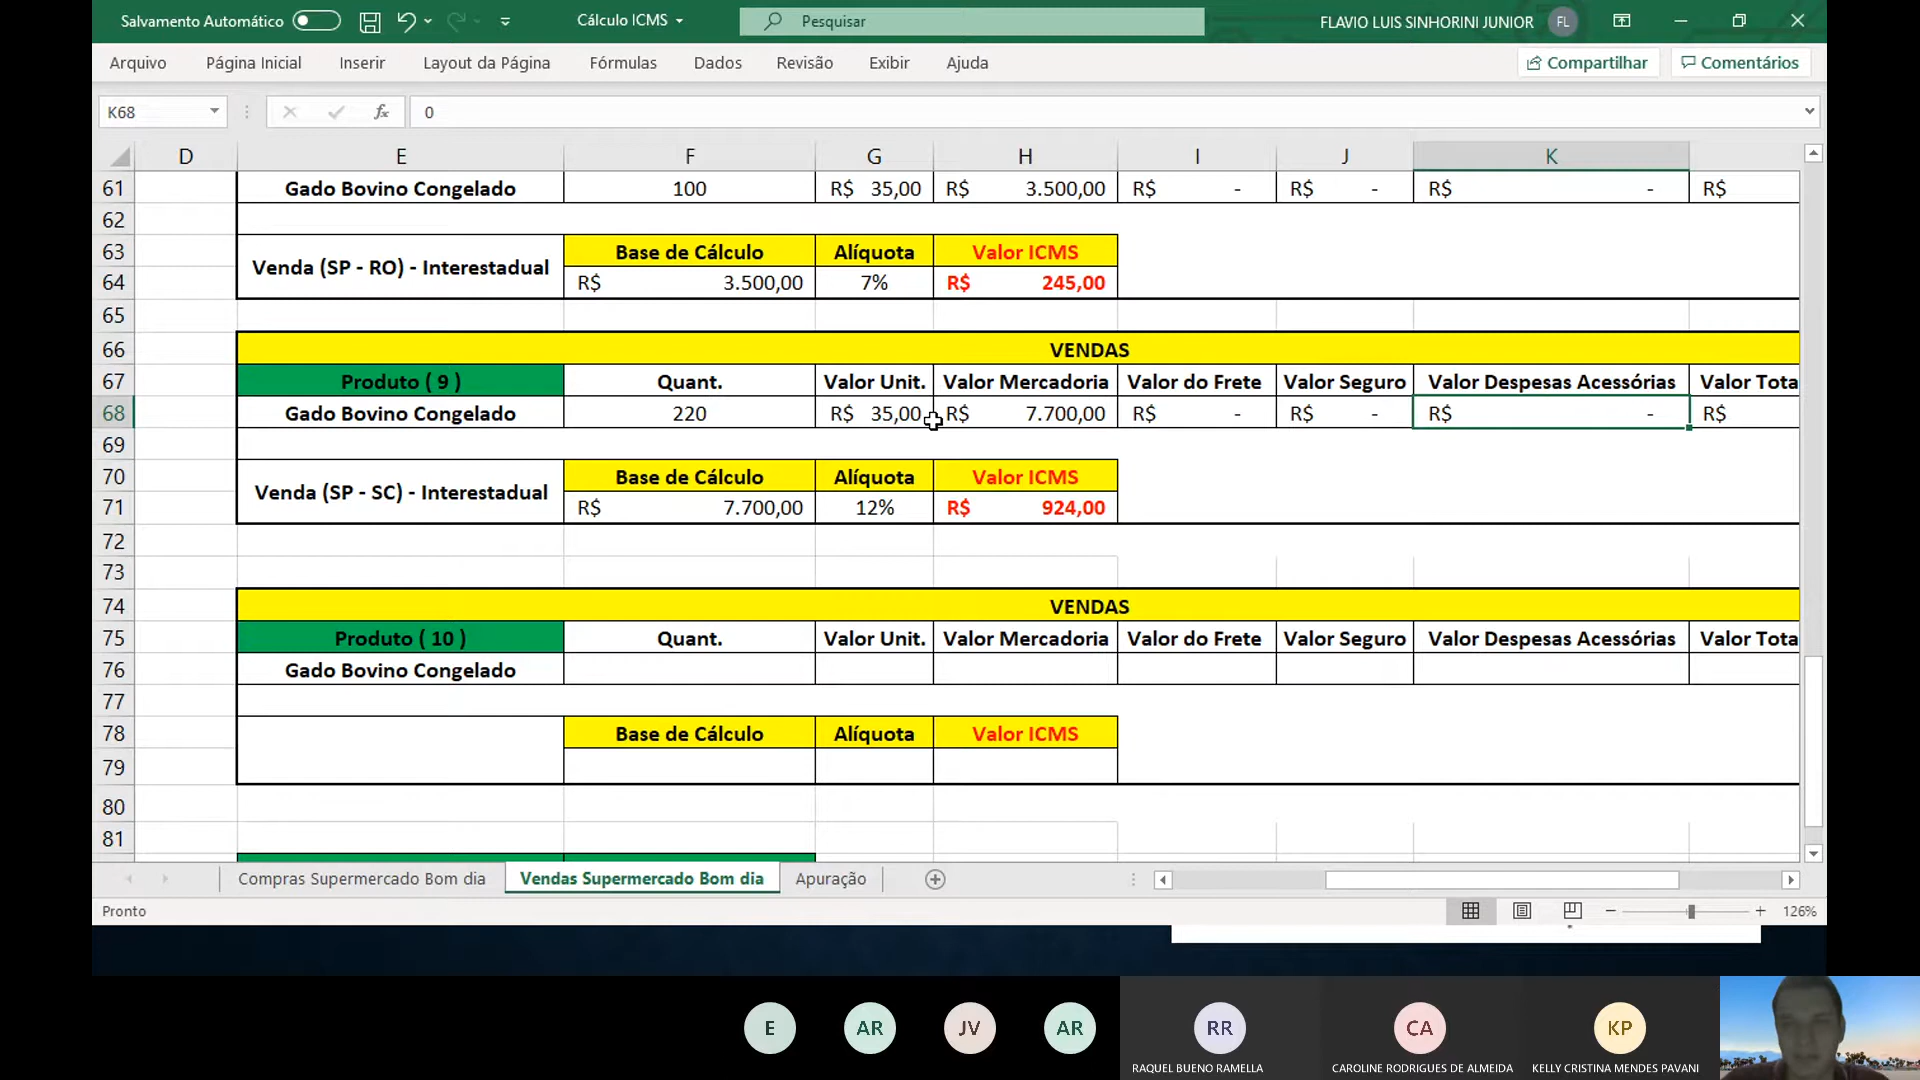 Salvamento Automático
Cálculo ICMS
Pesquisar
FLAVIO LUIS SINHORINI JUNIOR FL
Arquivo Página Inicial Inserir Layout da Página Fórmulas Dados Revisão Exibir Ajuda Compartilhar Comentários
K68 fx 0
D E F G H I J K
61 Gado Bovino Congelado 100 R$ 35,00 R$ 3.500,00 R$ - R$ - R$ - R$
62
63 Venda (SP - RO) - Interestadual Base de Cálculo Alíquota Valor ICMS
64 R$ 3.500,00 7% R$ 245,00
65
66 VENDAS
67 Produto ( 9 ) Quant. Valor Unit. Valor Mercadoria Valor do Frete Valor Seguro Valor Despesas Acessórias Valor Tota
68 Gado Bovino Congelado 220 R$ 35,00 R$ 7.700,00 R$ - R$ - R$ - R$
69
70 Venda (SP - SC) - Interestadual Base de Cálculo Alíquota Valor ICMS
71 R$ 7.700,00 12% R$ 924,00
72
73
74 VENDAS
75 Produto ( 10 ) Quant. Valor Unit. Valor Mercadoria Valor do Frete Valor Seguro Valor Despesas Acessórias Valor Tota
76 Gado Bovino Congelado
77
78 Base de Cálculo Alíquota Valor ICMS
79
80
81
Compras Supermercado Bom dia Vendas Supermercado Bom dia Apuração
Pronto 126%
E AR JV AR RR CA KP
RAQUEL BUENO RAMELLA CAROLINE RODRIGUES DE ALMEIDA KELLY CRISTINA MENDES PAVANI